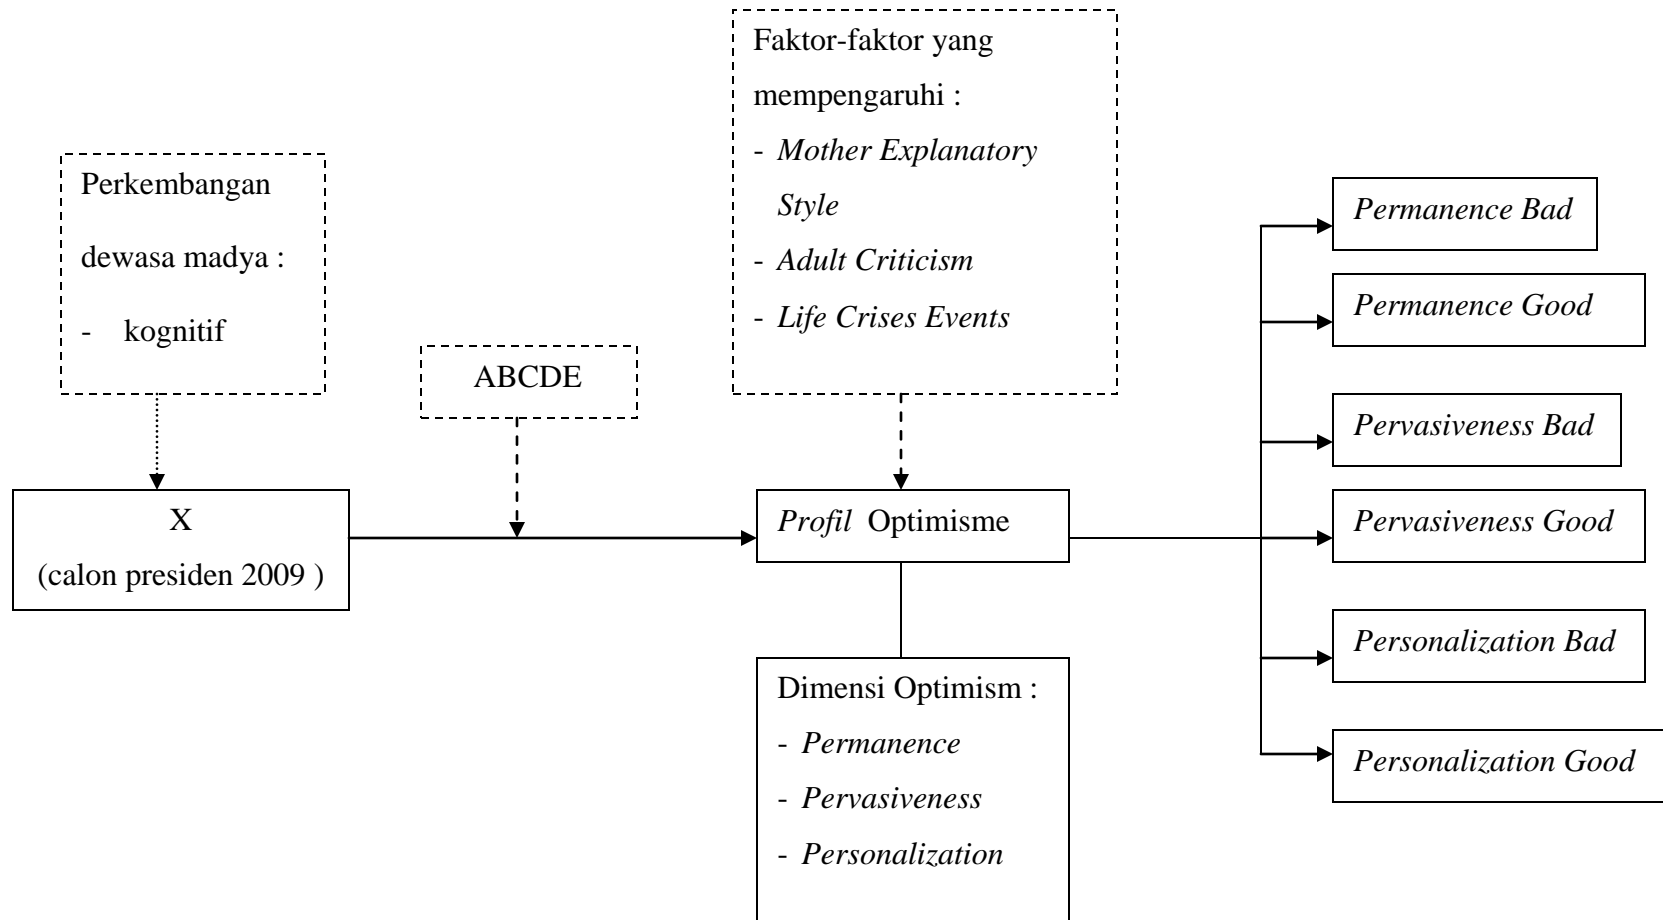 Faktor-faktor yang
mempengaruhi :
- Mother Explanatory
Style
- Adult Criticism
- Life Crises Events
Perkembangan
dewasa madya :
- kognitif
ABCDE
X
(calon presiden 2009 )
Profil Optimisme
Dimensi Optimism :
- Permanence
- Pervasiveness
- Personalization
Permanence Bad
Permanence Good
Pervasiveness Bad
Pervasiveness Good
Personalization Bad
Personalization Good